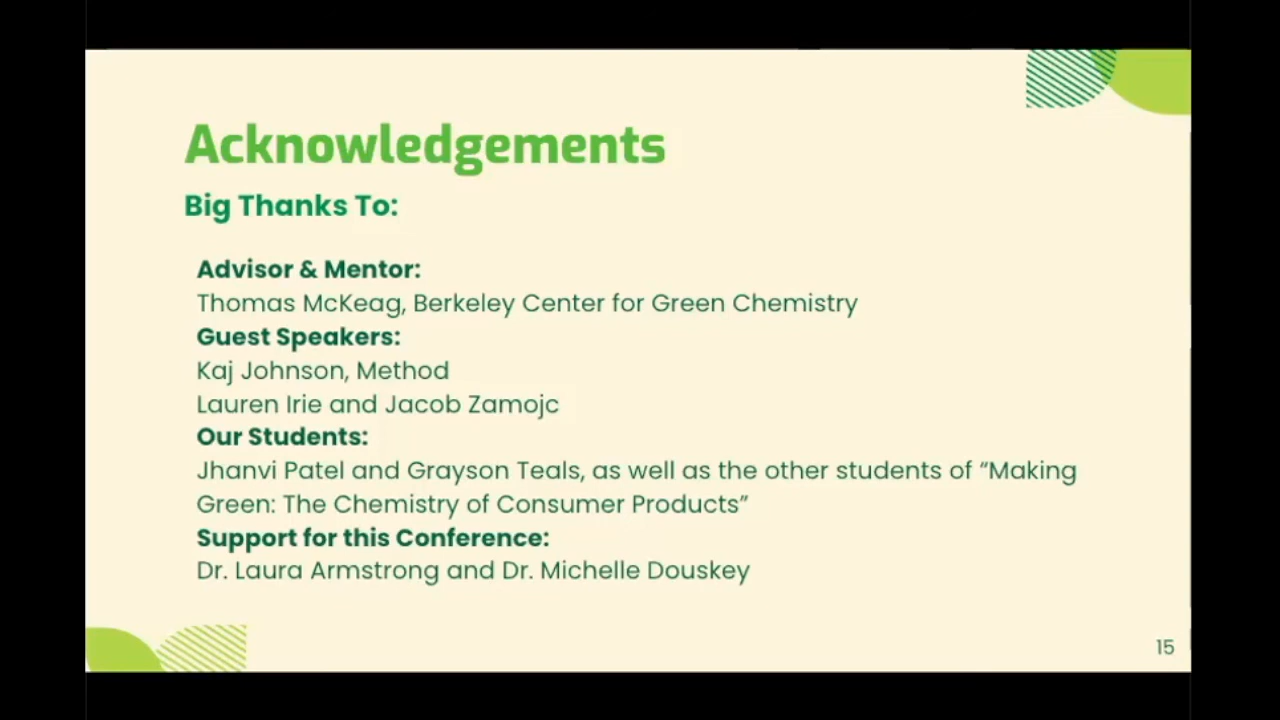 Acknowledgements
Big Thanks To:
Advisor & Mentor:
Thomas McKeag, Berkeley Center for Green Chemistry
Guest Speakers:
Kaj Johnson, Method
Lauren Irie and Jacob Zamojc
Our Students:
Jhanvi Patel and Grayson Teals, as well as the other students of “Making
Green: The Chemistry of Consumer Products”
Support for this Conference:
Dr. Laura Armstrong and Dr. Michelle Douskey
15